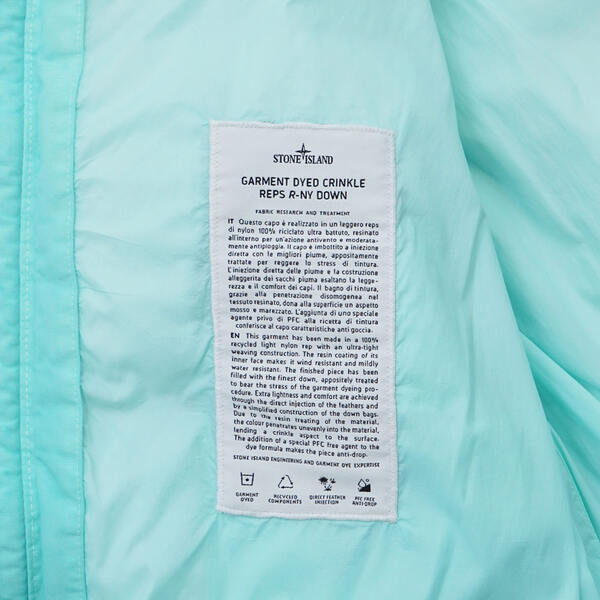 STONE ISLAND
GARMENT DYED CRINKLE
REPS R-NY DOWN
FABRIC RESEARCH AND TREATMENT
IT Questo capo è realizzato in un leggero reps
di nylon 100% riciclato ultra battuto, resinato
all'interno per un'azione antivento e moderata-
mente antipioggia. Il capo è imbottito a iniezione
diretta con le migliori piume, appositamente
trattate per reggere lo stress di tintura.
L'iniezione diretta delle piume e la costruzione
alleggerita dei sacchi piuma esaltano la legge-
rezza e il comfort dei capi. Il bagno di tintura,
grazie alla penetrazione disomogenea nel
tessuto resinato, dona alla superficie un aspetto
mosso e marezzato. L'aggiunta di uno speciale
agente privo di PFC alla ricetta di tintura
conferisce al capo caratteristiche anti goccia.
EN This garment has been made in a 100%
recycled light nylon rep with an ultra-tight
weaving construction. The resin coating of its
inner face makes it wind resistant and mildly
water resistant. The finished piece has been
filled with the finest down, appositely treated
to bear the stress of the garment dyeing pro-
cedure. Extra lightness and comfort are achieved
through the direct injection of the feathers and
by a simplified construction of the down bags.
Due to the resin treating of the material,
the colour penetrates unevenly into the material,
lending a crinkle aspect to the surface.
The addition of a special PFC free agent to the
dye formula makes the piece anti-drop.
STONE ISLAND ENGINEERING AND GARMENT DYE EXPERTISE
GARMENT DYED
RECYCLED COMPONENTS
DIRECT FEATHER INJECTION
PFC FREE ANTI-DROP